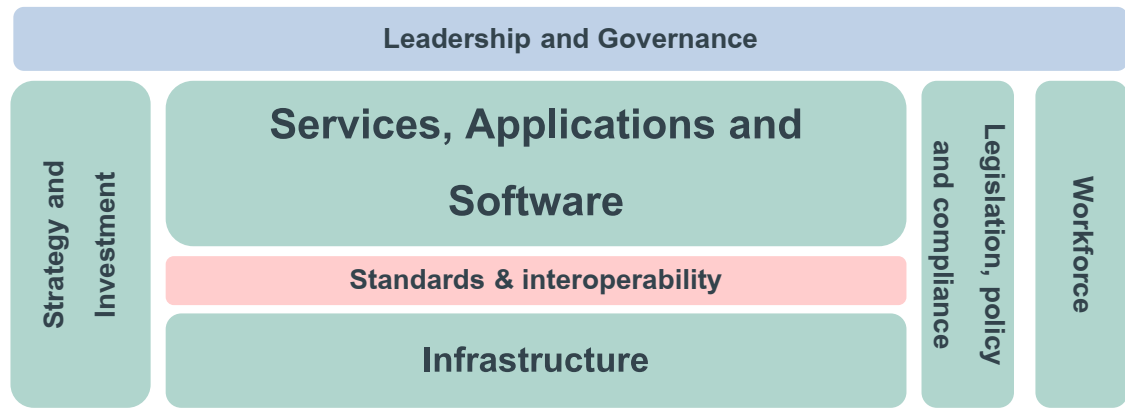 Leadership and Governance
Strategy and
Investment
Services, Applications and
Software
Standards & interoperability
Infrastructure
Legislation, policy
and compliance
Workforce